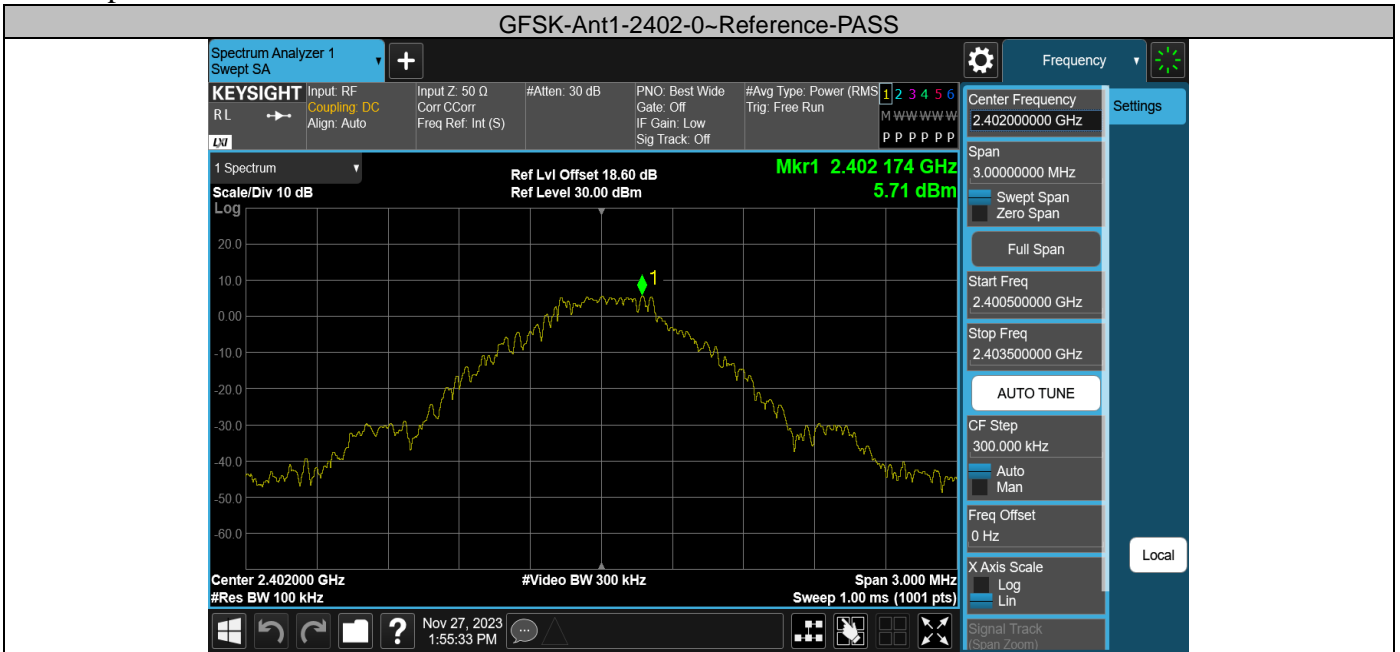 GFSK-Ant1-2402-0~Reference-PASS
Spectrum Analyzer 1
Swept SA
+
Frequency
KEYSIGHT
RL
LXI
Input: RF
Coupling: DC
Align: Auto
Input Z: 50 Ω
Corr CCorr
Freq Ref: Int (S)
#Atten: 30 dB
PNO: Best Wide
Gate: Off
IF Gain: Low
Sig Track: Off
#Avg Type: Power (RMS
Trig: Free Run
1 2 3 4 5 6
M W W W W W
P P P P P P
1 Spectrum
Scale/Div 10 dB
Log
Ref Lvl Offset 18.60 dB
Ref Level 30.00 dBm
Mkr1 2.402 174 GHz
5.71 dBm
1
20.0
10.0
0.00
-10.0
-20.0
-30.0
-40.0
-50.0
-60.0
Center 2.402000 GHz
#Res BW 100 kHz
#Video BW 300 kHz
Span 3.000 MHz
Sweep 1.00 ms (1001 pts)
?
Nov 27, 2023
1:55:33 PM
Center Frequency
2.402000000 GHz
Settings
Span
3.00000000 MHz
Swept Span
Zero Span
Full Span
Start Freq
2.400500000 GHz
Stop Freq
2.403500000 GHz
AUTO TUNE
CF Step
300.000 kHz
Auto
Man
Freq Offset
0 Hz
Local
X Axis Scale
Log
Lin
Signal Track
(Span Zoom)